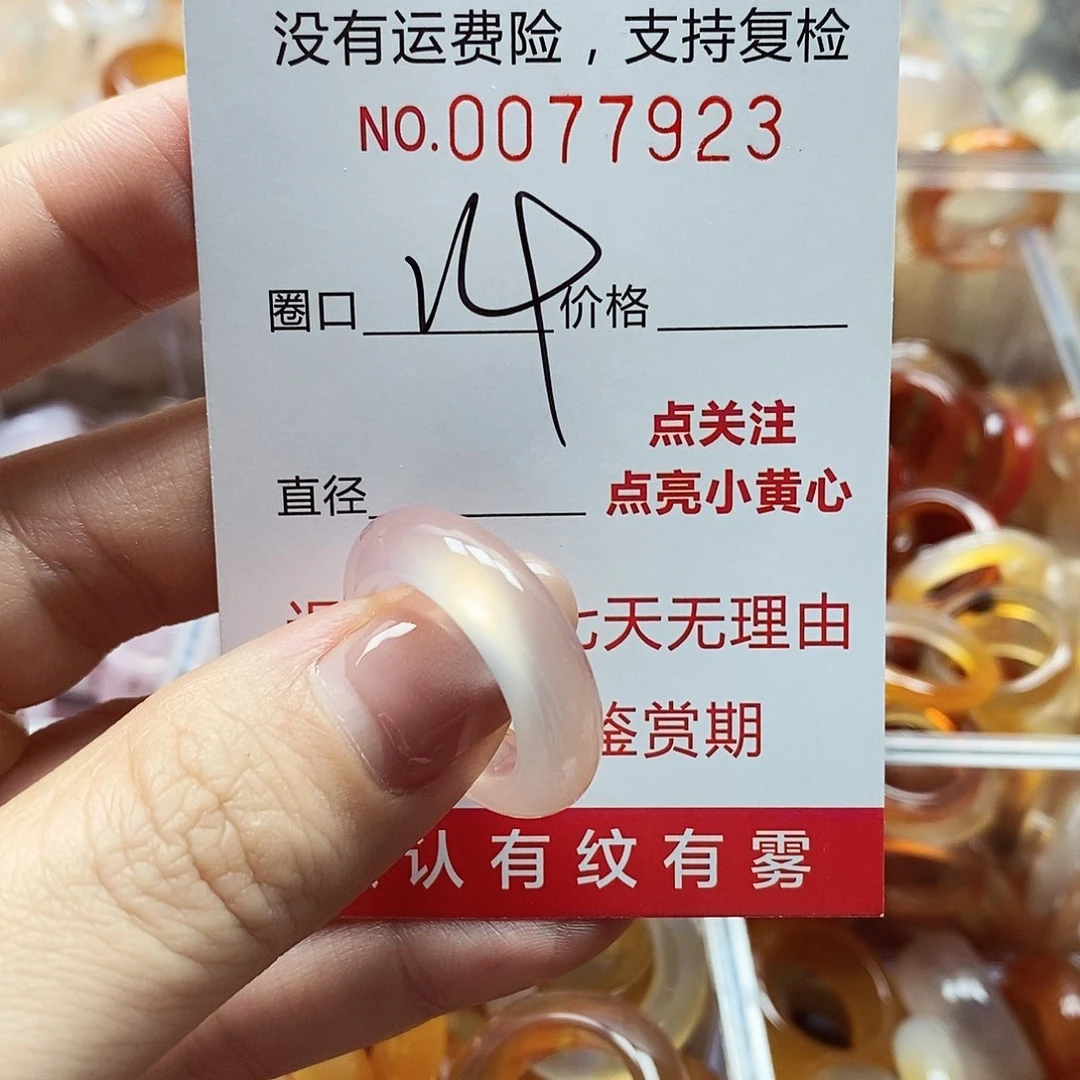 没有运费险，支持复检
NO.0077923
圈口 14 价格
点关注
直径 点亮小黄心
七天无理由
鉴赏期
认有纹有雾